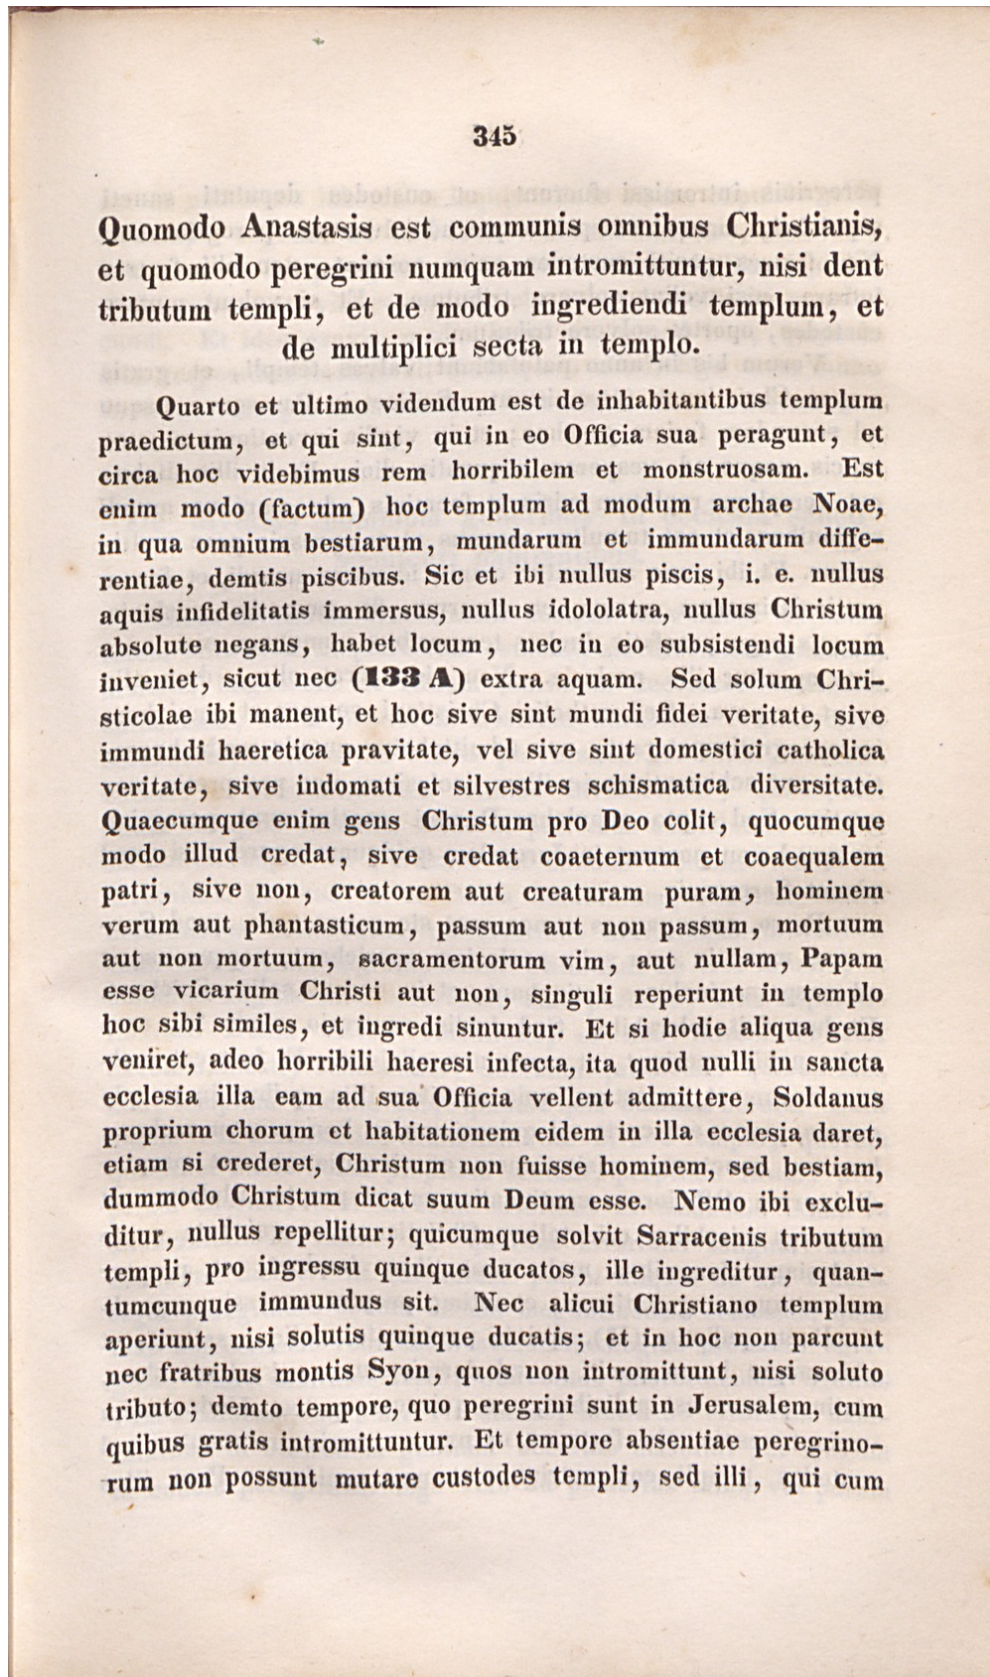 345
Quomodo Anastasis est communis omnibus Christianis,
et quomodo peregrini numquam intromittuntur, nisi dent
tributum templi, et de modo ingrediendi templum, et
de multiplici secta in templo.
Quarto et ultimo videndum est de inhabitantibus templum
praedictum, et qui sint, qui in eo Officia sua peragunt, et
circa hoc videbimus rem horribilem et monstruosam. Est
enim modo (factum) hoc templum ad modum archae Noae,
in qua omnium bestiarum, mundarum et immundarum diffe-
rentiae, demtis piscibus. Sic et ibi nullus piscis, i. e. nullus
aquis infidelitatis immersus, nullus idololatra, nullus Christum
absolute negans, habet locum, nec in eo subsistendi locum
inveniet, sicut nec (133 A) extra aquam. Sed solum Chri-
sticolae ibi manent, et hoc sive sint mundi fidei veritate, sive
immundi haeretica pravitate, vel sive sint domestici catholica
veritate, sive indomati et silvestres schismatica diversitate.
Quaecumque enim gens Christum pro Deo colit, quocumque
modo illud credat, sive credat coaeternum et coaequalem
patri, sive non, creatorem aut creaturam puram, hominem
verum aut phantasticum, passum aut non passum, mortuum
aut non mortuum, sacramentorum vim, aut nullam, Papam
esse vicarium Christi aut non, singuli reperiunt in templo
hoc sibi similes, et ingredi sinuntur. Et si hodie aliqua gens
veniret, adeo horribili haeresi infecta, ita quod nulli in sancta
ecclesia illa eam ad sua Officia vellent admittere, Soldanus
proprium chorum et habitationem eidem in illa ecclesia daret,
etiam si crederet, Christum non fuisse hominem, sed bestiam,
dummodo Christum dicat suum Deum esse. Nemo ibi exclu-
ditur, nullus repellitur; quicumque solvit Sarracenis tributum
templi, pro ingressu quinque ducatos, ille ingreditur, quan-
tumcunque immundus sit. Nec alicui Christiano templum
aperiunt, nisi solutis quinque ducatis; et in hoc non parcunt
nec fratribus montis Syon, quos non intromittunt, nisi soluto
tributo; demto tempore, quo peregrini sunt in Jerusalem, cum
quibus gratis intromittuntur. Et tempore absentiae peregrino-
rum non possunt mutare custodes templi, sed illi, qui cum